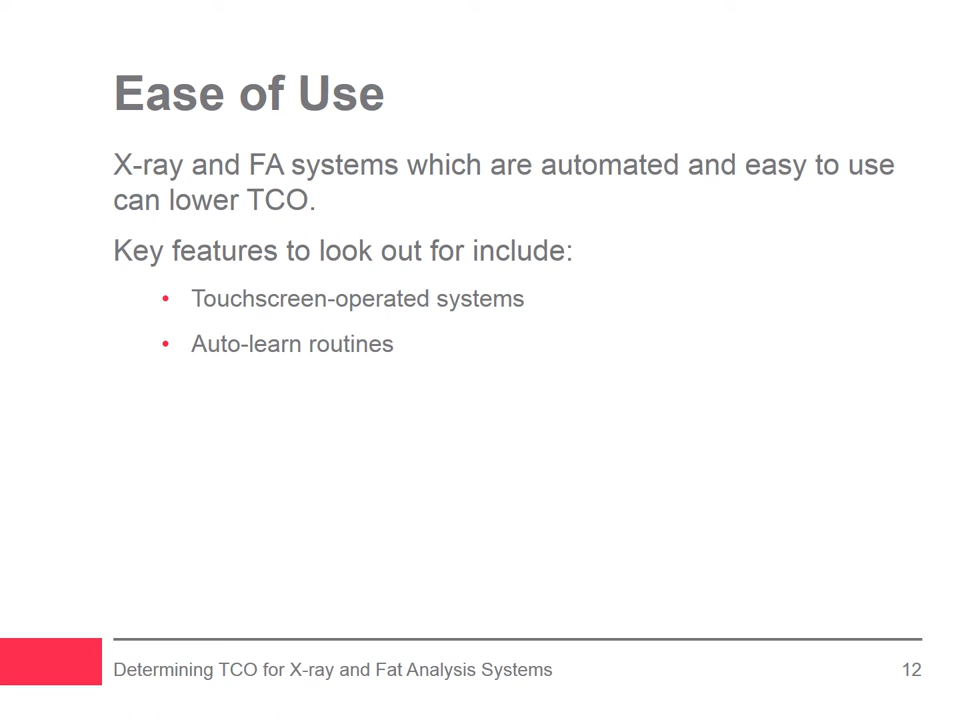 Ease of Use
X-ray and FA systems which are automated and easy to use
can lower TCO.
Key features to look out for include:
• Touchscreen-operated systems
• Auto-learn routines
Determining TCO for X-ray and Fat Analysis Systems 12